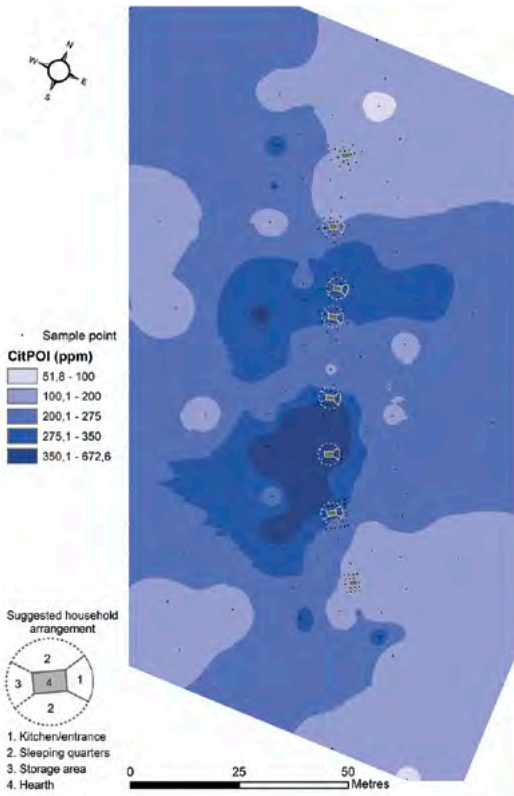 N
W
E
S
Sample point
CitPOI (ppm)
51,8 - 100
100,1 - 200
200,1 - 275
275,1 - 350
350,1 - 672,6
Suggested household
arrangement
2
3 4 1
2
1. Kitchen/entrance
2. Sleeping quarters
3. Storage area
4. Hearth
0 25 50
Metres